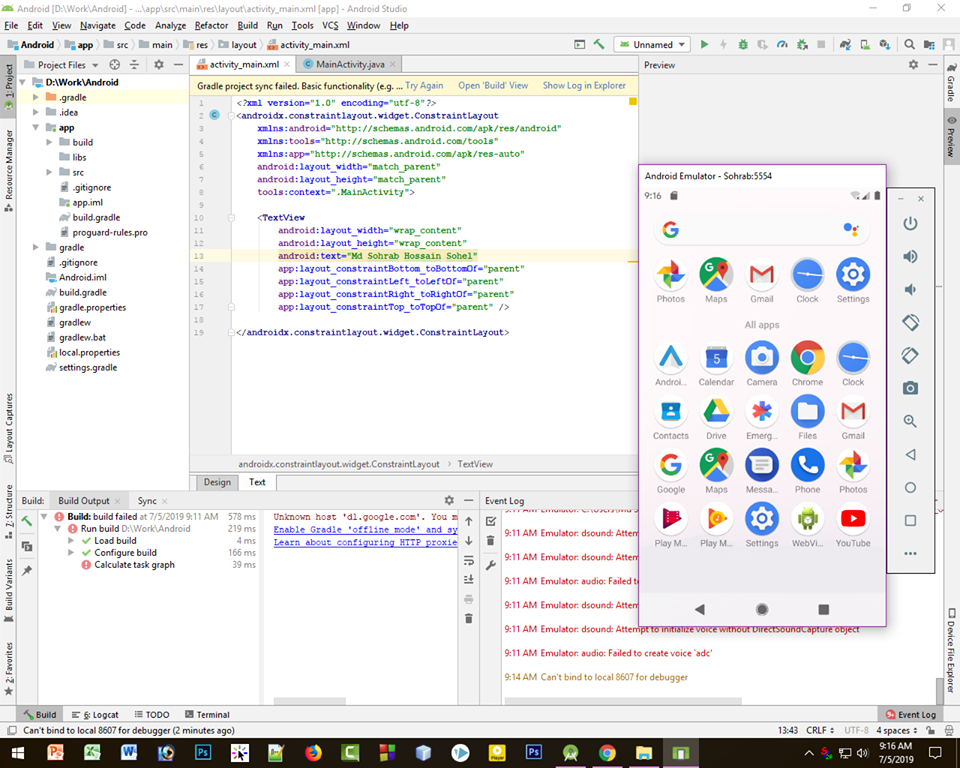 Android [D:\Work\Android] - ...\app\src\main\res\layout\activity_main.xml [app] - Android Studio
File Edit View Navigate Code Analyze Refactor Build Run Tools VCS Window Help
Android app src main res layout activity_main.xml
Unnamed
1: Project
Resource Manager
Layout Captures
Z: Structure
Build Variants
2: Favorites
Project Files
D:\Work\Android
.gradle
.idea
app
build
libs
src
.gitignore
app.iml
build.gradle
proguard-rules.pro
gradle
.gitignore
Android.iml
build.gradle
gradle.properties
gradlew
gradlew.bat
local.properties
settings.gradle
activity_main.xml MainActivity.java
Gradle project sync failed. Basic functionality (e.g. ... Try Again Open 'Build' View Show Log in Explorer
1 <?xml version="1.0" encoding="utf-8"?>
2 <androidx.constraintlayout.widget.ConstraintLayout
3 xmlns:android="http://schemas.android.com/apk/res/android"
4 xmlns:tools="http://schemas.android.com/tools"
5 xmlns:app="http://schemas.android.com/apk/res-auto"
6 android:layout_width="match_parent"
7 android:layout_height="match_parent"
8 tools:context=".MainActivity">
9
10 <TextView
11 android:layout_width="wrap_content"
12 android:layout_height="wrap_content"
13 android:text="Md Sohrab Hossain Sohel"
14 app:layout_constraintBottom_toBottomOf="parent"
15 app:layout_constraintLeft_toLeftOf="parent"
16 app:layout_constraintRight_toRightOf="parent"
17 app:layout_constraintTop_toTopOf="parent" />
18
19 </androidx.constraintlayout.widget.ConstraintLayout>
androidx.constraintlayout.widget.ConstraintLayout › TextView
Design Text
Preview
Gradle
Preview
Device File Explorer
Android Emulator - Sohrab:5554
9:16
Photos Maps Gmail Clock Settings
All apps
Androi... Calendar Camera Chrome Clock
5
Contacts Drive Emerg... Files Gmail
Google Maps Messa... Phone Photos
Play M... Play M... Settings WebVi... YouTube
Build: Build Output Sync
Build: build failed at 7/5/2019 9:11 AM 578 ms
Run build D:\Work\Android 219 ms
Load build 4 ms
Configure build 166 ms
Calculate task graph 39 ms
Unknown host 'dl.google.com'. You m
Enable Gradle 'offline mode' and sy
Learn about configuring HTTP proxie
Event Log
9:11 AM Emulator: dsound: Attem
9:11 AM Emulator: dsound: Attem
9:11 AM Emulator: audio: Failed to
9:11 AM Emulator: dsound: Attem
9:11 AM Emulator: dsound: Attempt to initialize voice without DirectSoundCapture object
9:11 AM Emulator: audio: Failed to create voice `adc'
9:14 AM Can't bind to local 8607 for debugger
Build 6: Logcat TODO Terminal Event Log
Can't bind to local 8607 for debugger (2 minutes ago) 13:43 CRLF UTF-8 4 spaces
9:16 AM
7/5/2019